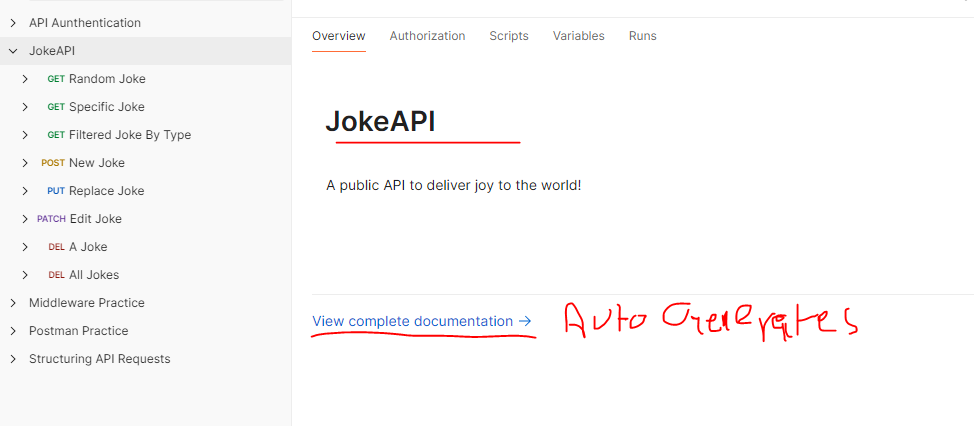 API Aunthentication
JokeAPI
GET Random Joke
GET Specific Joke
GET Filtered Joke By Type
POST New Joke
PUT Replace Joke
PATCH Edit Joke
DEL A Joke
DEL All Jokes
Middleware Practice
Postman Practice
Structuring API Requests
Overview Authorization Scripts Variables Runs
JokeAPI
A public API to deliver joy to the world!
View complete documentation → Auto Generates